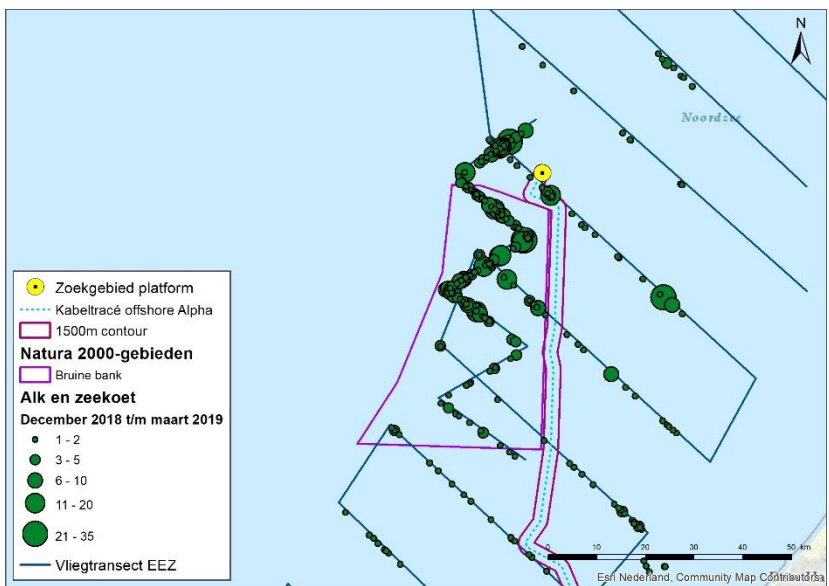 N
Noordzee
Zoekgebied platform
Kabeltracé offshore Alpha
1500m contour
Natura 2000-gebieden
Bruine bank
Alk en zeekoet
December 2018 t/m maart 2019
1 - 2
3 - 5
6 - 10
11 - 20
21 - 35
Vliegtransect EEZ
0 10 20 30 40 50 km
Esri Nederland, Community Map Contributors